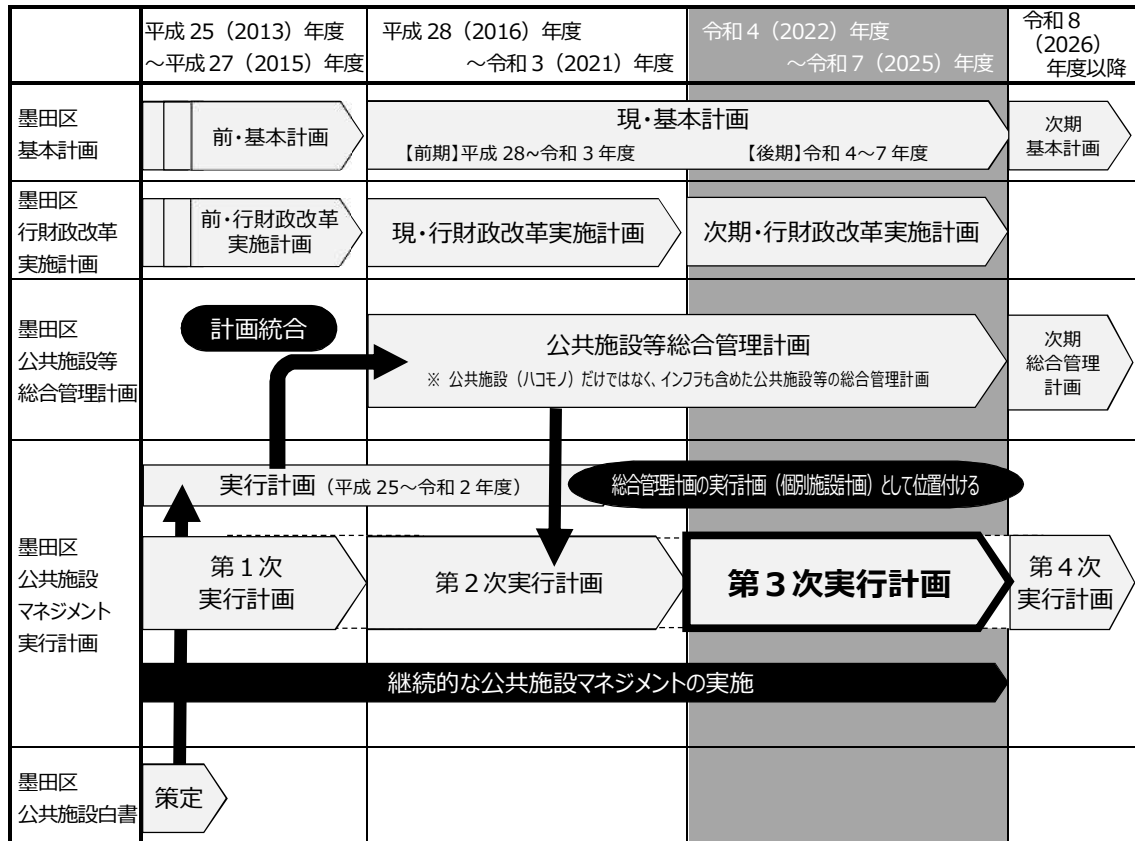 平成 25（2013）年度
～平成 27（2015）年度
平成 28（2016）年度
～令和 3（2021）年度
令和 4（2022）年度
～令和 7（2025）年度
令和 8
（2026）
年度以降
墨田区
基本計画
前・基本計画
現・基本計画
【前期】平成 28~令和 3 年度
【後期】令和 4～7 年度
次期
基本計画
墨田区
行財政改革
実施計画
前・行財政改革
実施計画
現・行財政改革実施計画
次期・行財政改革実施計画
墨田区
公共施設等
総合管理計画
計画統合
公共施設等総合管理計画
※ 公共施設（ハコモノ）だけではなく、インフラも含めた公共施設等の総合管理計画
次期
総合管理
計画
墨田区
公共施設
マネジメント
実行計画
実行計画（平成 25～令和 2 年度）
総合管理計画の実行計画（個別施設計画）として位置付ける
第１次
実行計画
第２次実行計画
第３次実行計画
第４次
実行計画
継続的な公共施設マネジメントの実施
墨田区
公共施設白書
策定